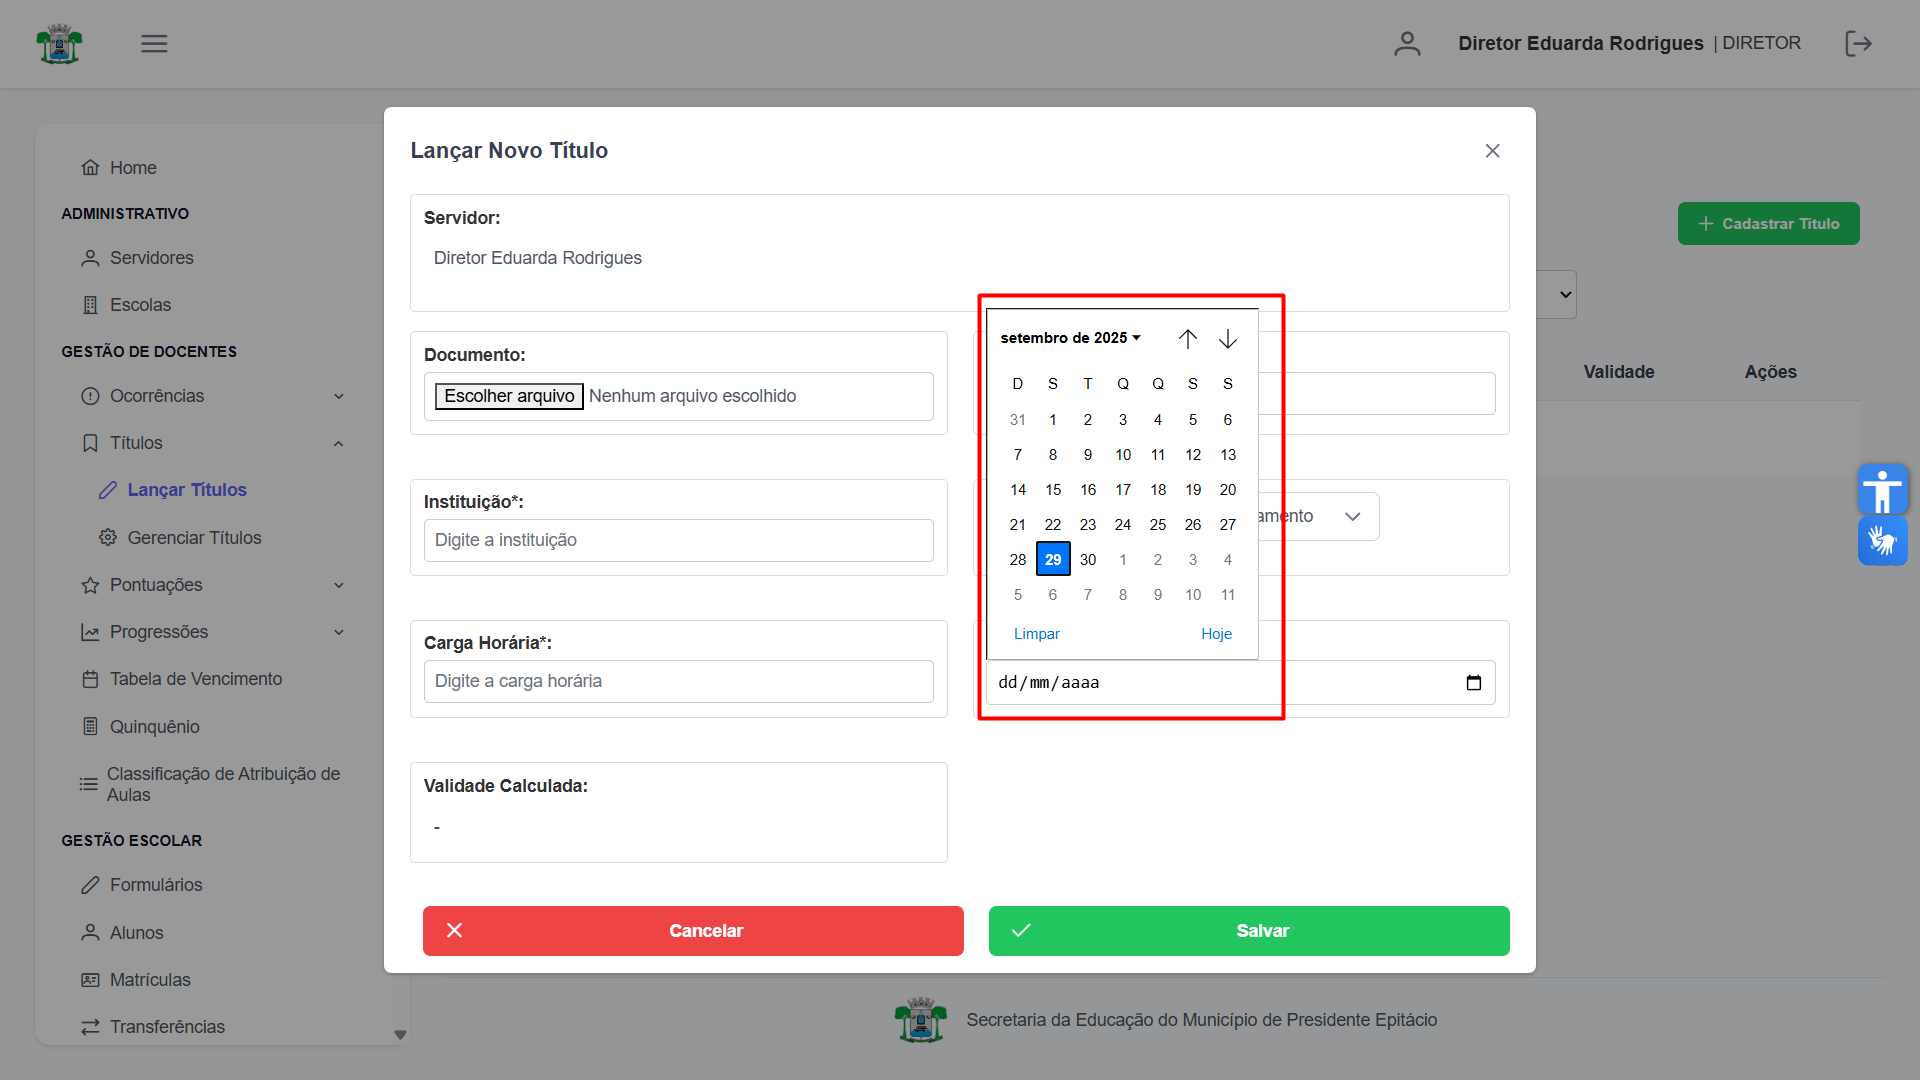 Diretor Eduarda Rodrigues | DIRETOR
Home
ADMINISTRATIVO
Servidores
Escolas
GESTÃO DE DOCENTES
Ocorrências
Títulos
Lançar Títulos
Gerenciar Títulos
Pontuações
Progressões
Tabela de Vencimento
Quinquênio
Classificação de Atribuição de
Aulas
GESTÃO ESCOLAR
Formulários
Alunos
Matrículas
Transferências
Cadastrar Titulo
Validade Ações
Lançar Novo Título
Servidor:
Diretor Eduarda Rodrigues
Documento:
Escolher arquivo Nenhum arquivo escolhido
Instituição*:
Digite a instituição
amento
Carga Horária*:
Digite a carga horária
setembro de 2025
D S T Q Q S S
31 1 2 3 4 5 6
7 8 9 10 11 12 13
14 15 16 17 18 19 20
21 22 23 24 25 26 27
28 29 30 1 2 3 4
5 6 7 8 9 10 11
Limpar Hoje
dd/mm/aaaa
Validade Calculada:
-
Cancelar
Salvar
Secretaria da Educação do Município de Presidente Epitácio